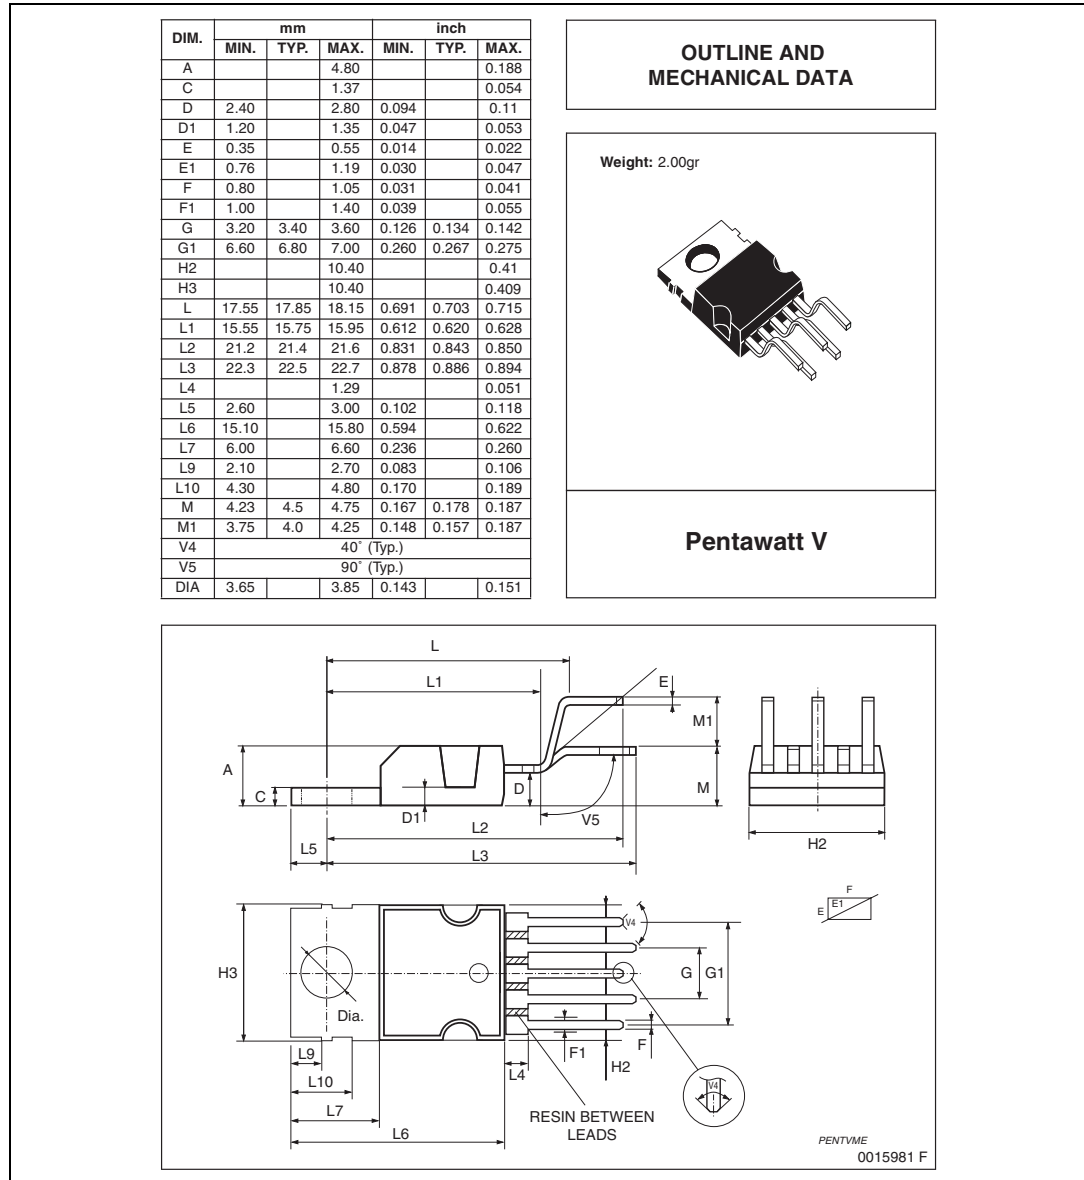 DIM. mm inch
MIN. TYP. MAX. MIN. TYP. MAX.
A 4.80 0.188
C 1.37 0.054
D 2.40 2.80 0.094 0.11
D1 1.20 1.35 0.047 0.053
E 0.35 0.55 0.014 0.022
E1 0.76 1.19 0.030 0.047
F 0.80 1.05 0.031 0.041
F1 1.00 1.40 0.039 0.055
G 3.20 3.40 3.60 0.126 0.134 0.142
G1 6.60 6.80 7.00 0.260 0.267 0.275
H2 10.40 0.41
H3 10.40 0.409
L 17.55 17.85 18.15 0.691 0.703 0.715
L1 15.55 15.75 15.95 0.612 0.620 0.628
L2 21.2 21.4 21.6 0.831 0.843 0.850
L3 22.3 22.5 22.7 0.878 0.886 0.894
L4 1.29 0.051
L5 2.60 3.00 0.102 0.118
L6 15.10 15.80 0.594 0.622
L7 6.00 6.60 0.236 0.260
L9 2.10 2.70 0.083 0.106
L10 4.30 4.80 0.170 0.189
M 4.23 4.5 4.75 0.167 0.178 0.187
M1 3.75 4.0 4.25 0.148 0.157 0.187
V4 40° (Typ.)
V5 90° (Typ.)
DIA 3.65 3.85 0.143 0.151
OUTLINE AND
MECHANICAL DATA
Weight: 2.00gr
Pentawatt V
L
L1
E
M1
A
C
D
M
D1
V5
L2
L5
L3
H2
F
E1
E
V4
H3
G
G1
Dia.
L9
F1
F
L4
H2
L10
V4
L7
RESIN BETWEEN
LEADS
L6
PENTVME
0015981 F